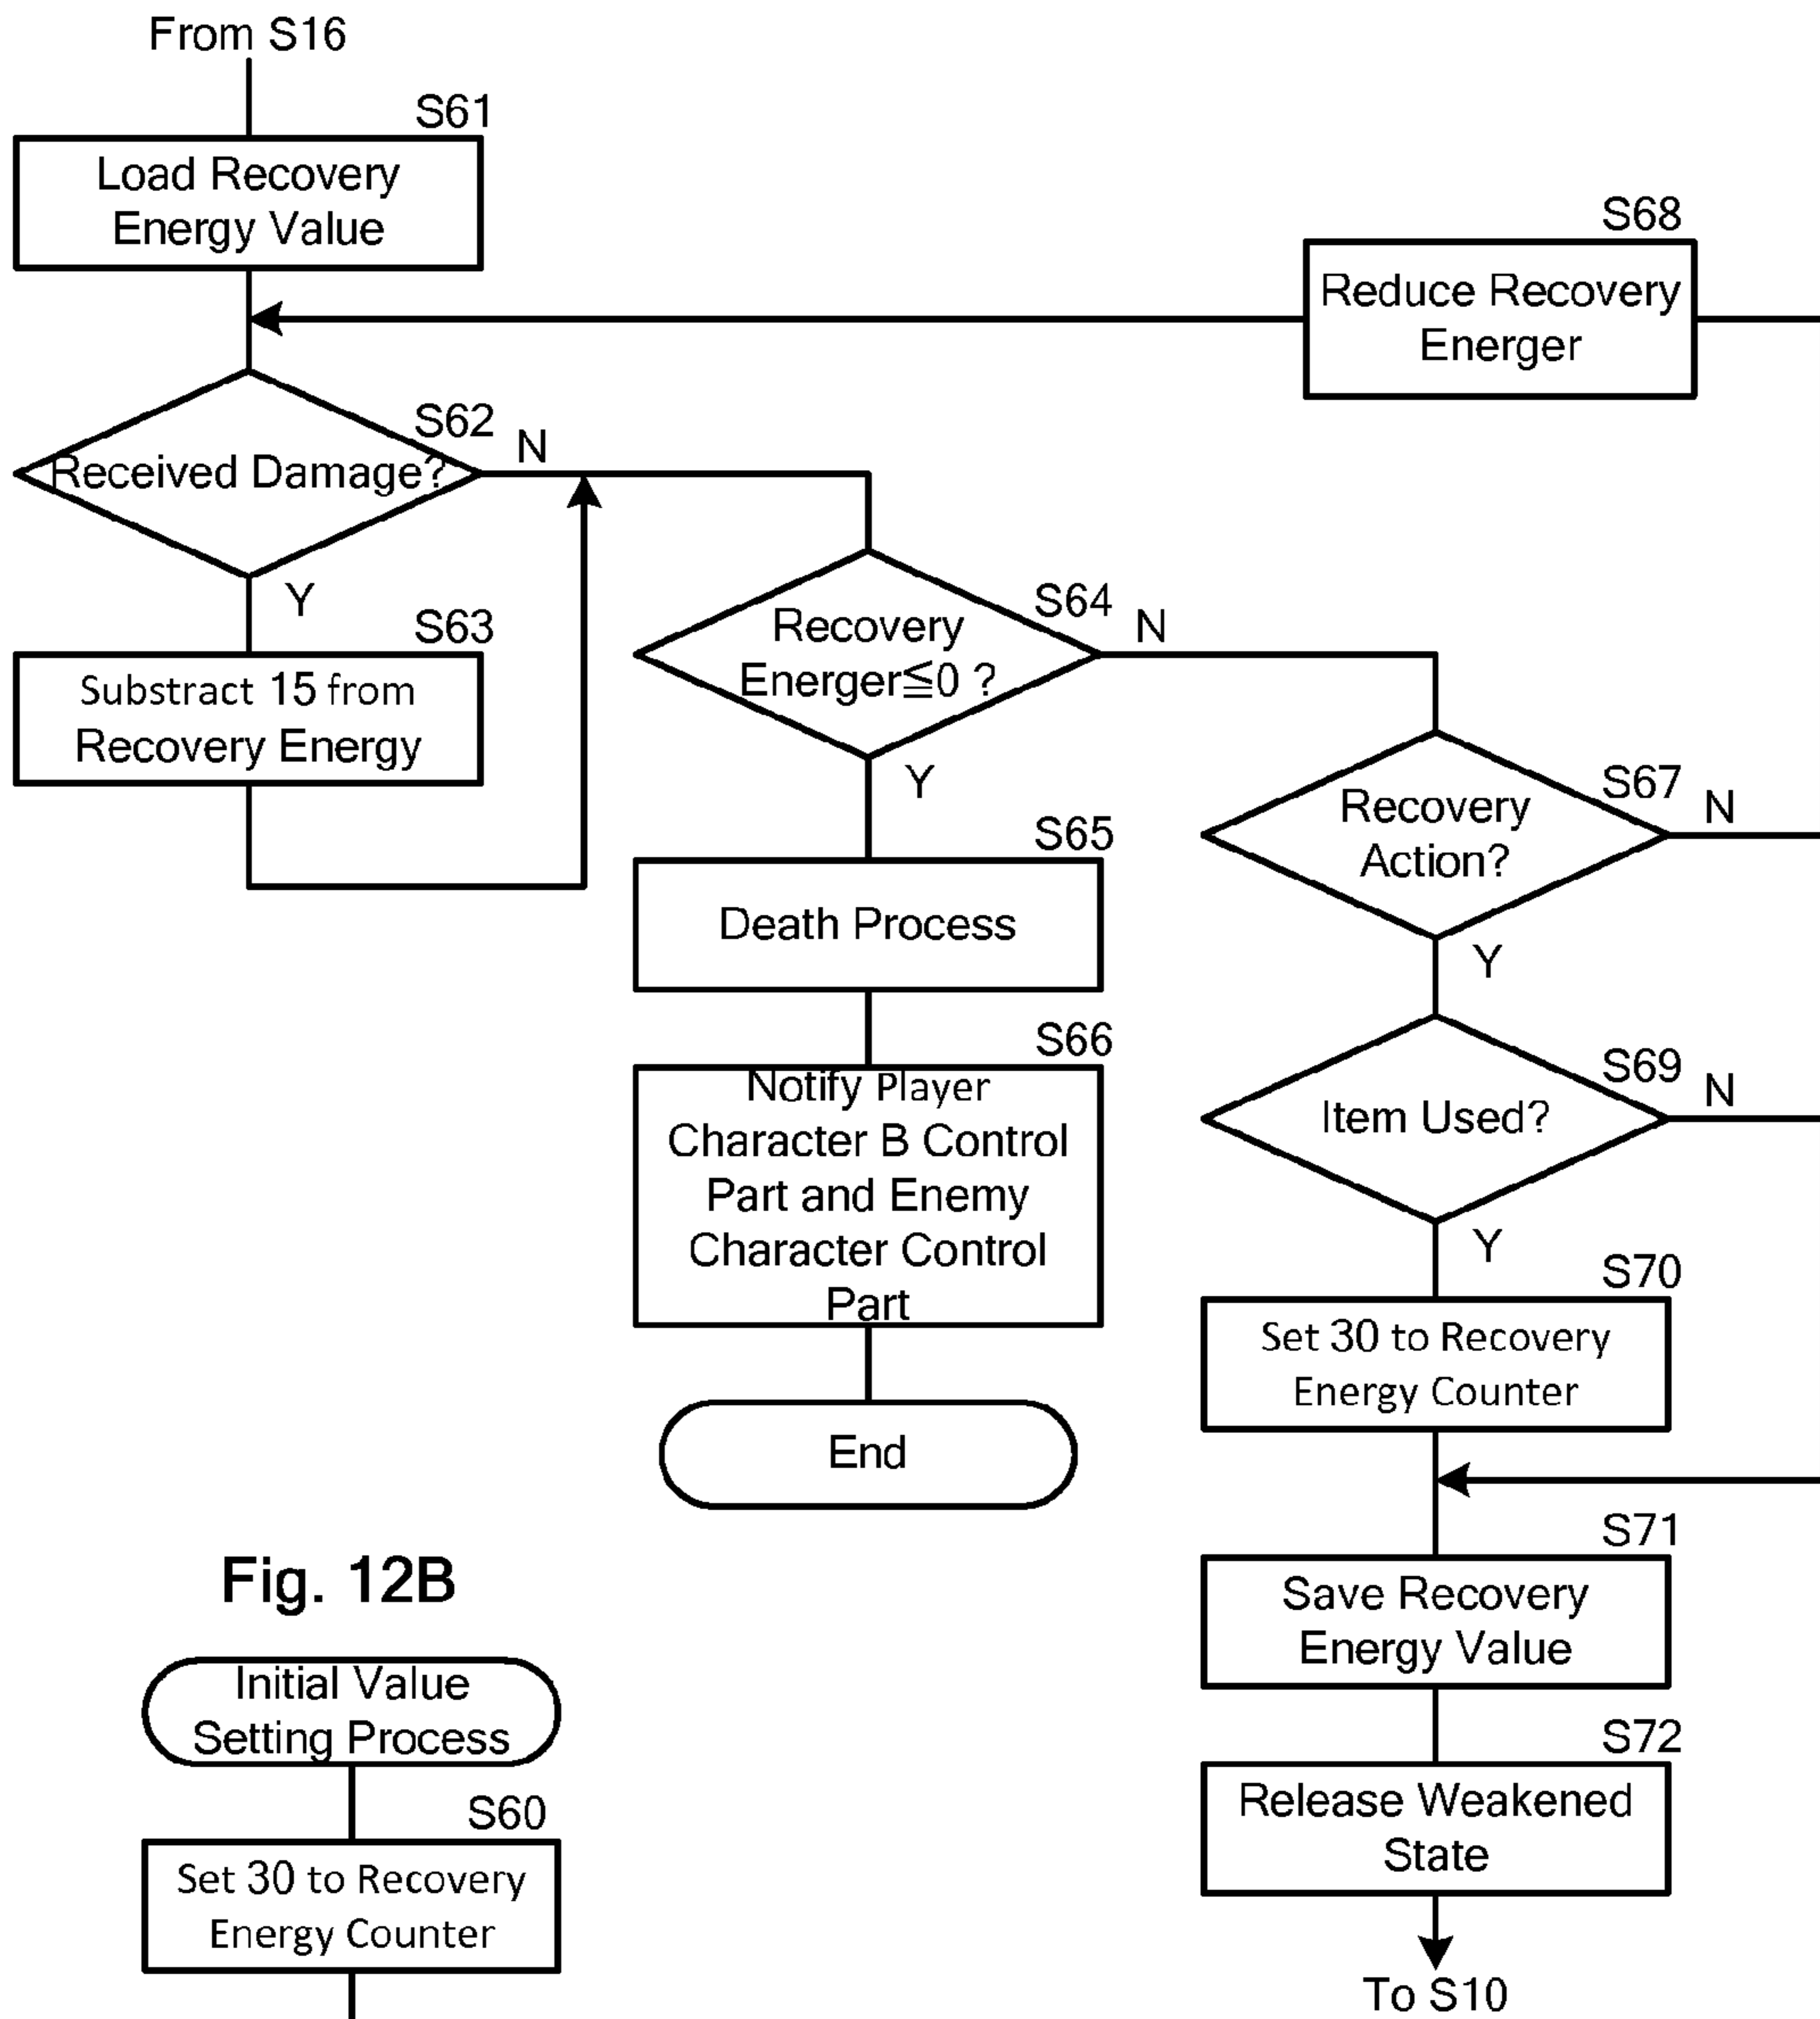 From S16
S61
Load Recovery
Energy Value
S68
Reduce Recovery
Energer
S62
Received Damage?
N
Y
S63
Substract 15 from
Recovery Energy
S64
Recovery
Energer≦0 ?
N
Y
S65
Death Process
S66
Notify Player
Character B Control
Part and Enemy
Character Control
Part
End
S67
Recovery
Action?
N
Y
S69
Item Used?
N
Y
S70
Set 30 to Recovery
Energy Counter
S71
Save Recovery
Energy Value
S72
Release Weakened
State
To S10
Fig. 12B
Initial Value
Setting Process
S60
Set 30 to Recovery
Energy Counter